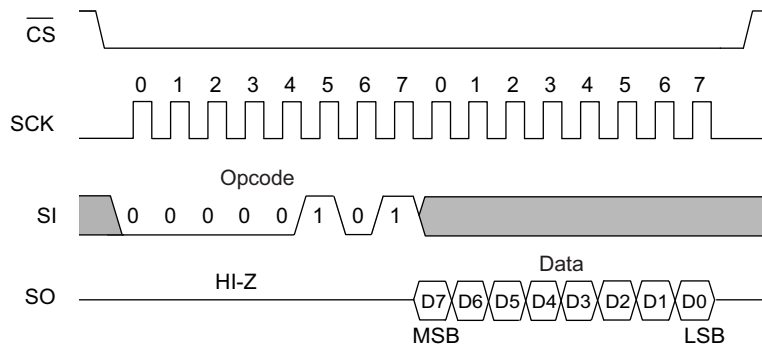 CS
0 1 2 3 4 5 6 7 0 1 2 3 4 5 6 7
SCK
Opcode
SI 0 0 0 0 0 1 0 1
HI-Z Data
SO D7 D6 D5 D4 D3 D2 D1 D0
MSB LSB